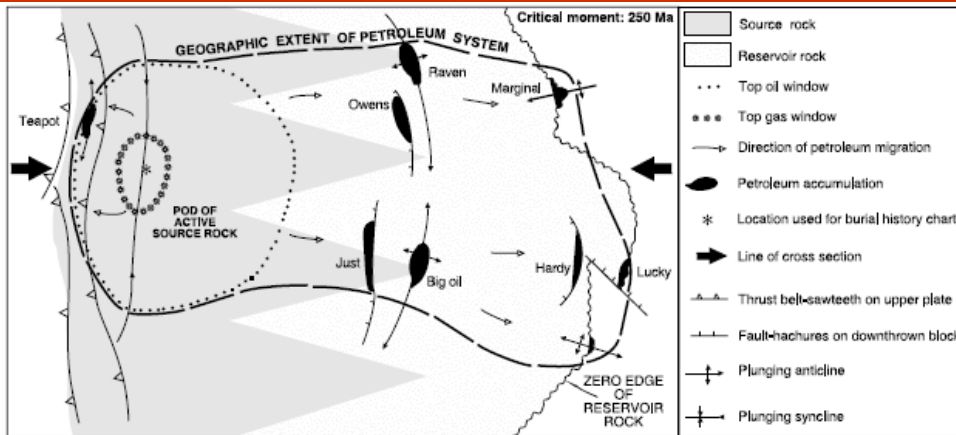 Critical moment: 250 Ma
GEOGRAPHIC EXTENT OF PETROLEUM SYSTEM
Raven
Marginal
Owens
Teapot
POD OF
ACTIVE
SOURCE ROCK
Just
Big oil
Hardy
Lucky
ZERO EDGE
OF
RESERVOIR
ROCK
Source rock
Reservoir rock
Top oil window
Top gas window
Direction of petroleum migration
Petroleum accumulation
Location used for burial history chart
Line of cross section
Thrust belt-sawteeth on upper plate
Fault-hachures on downthrown block
Plunging anticline
Plunging syncline